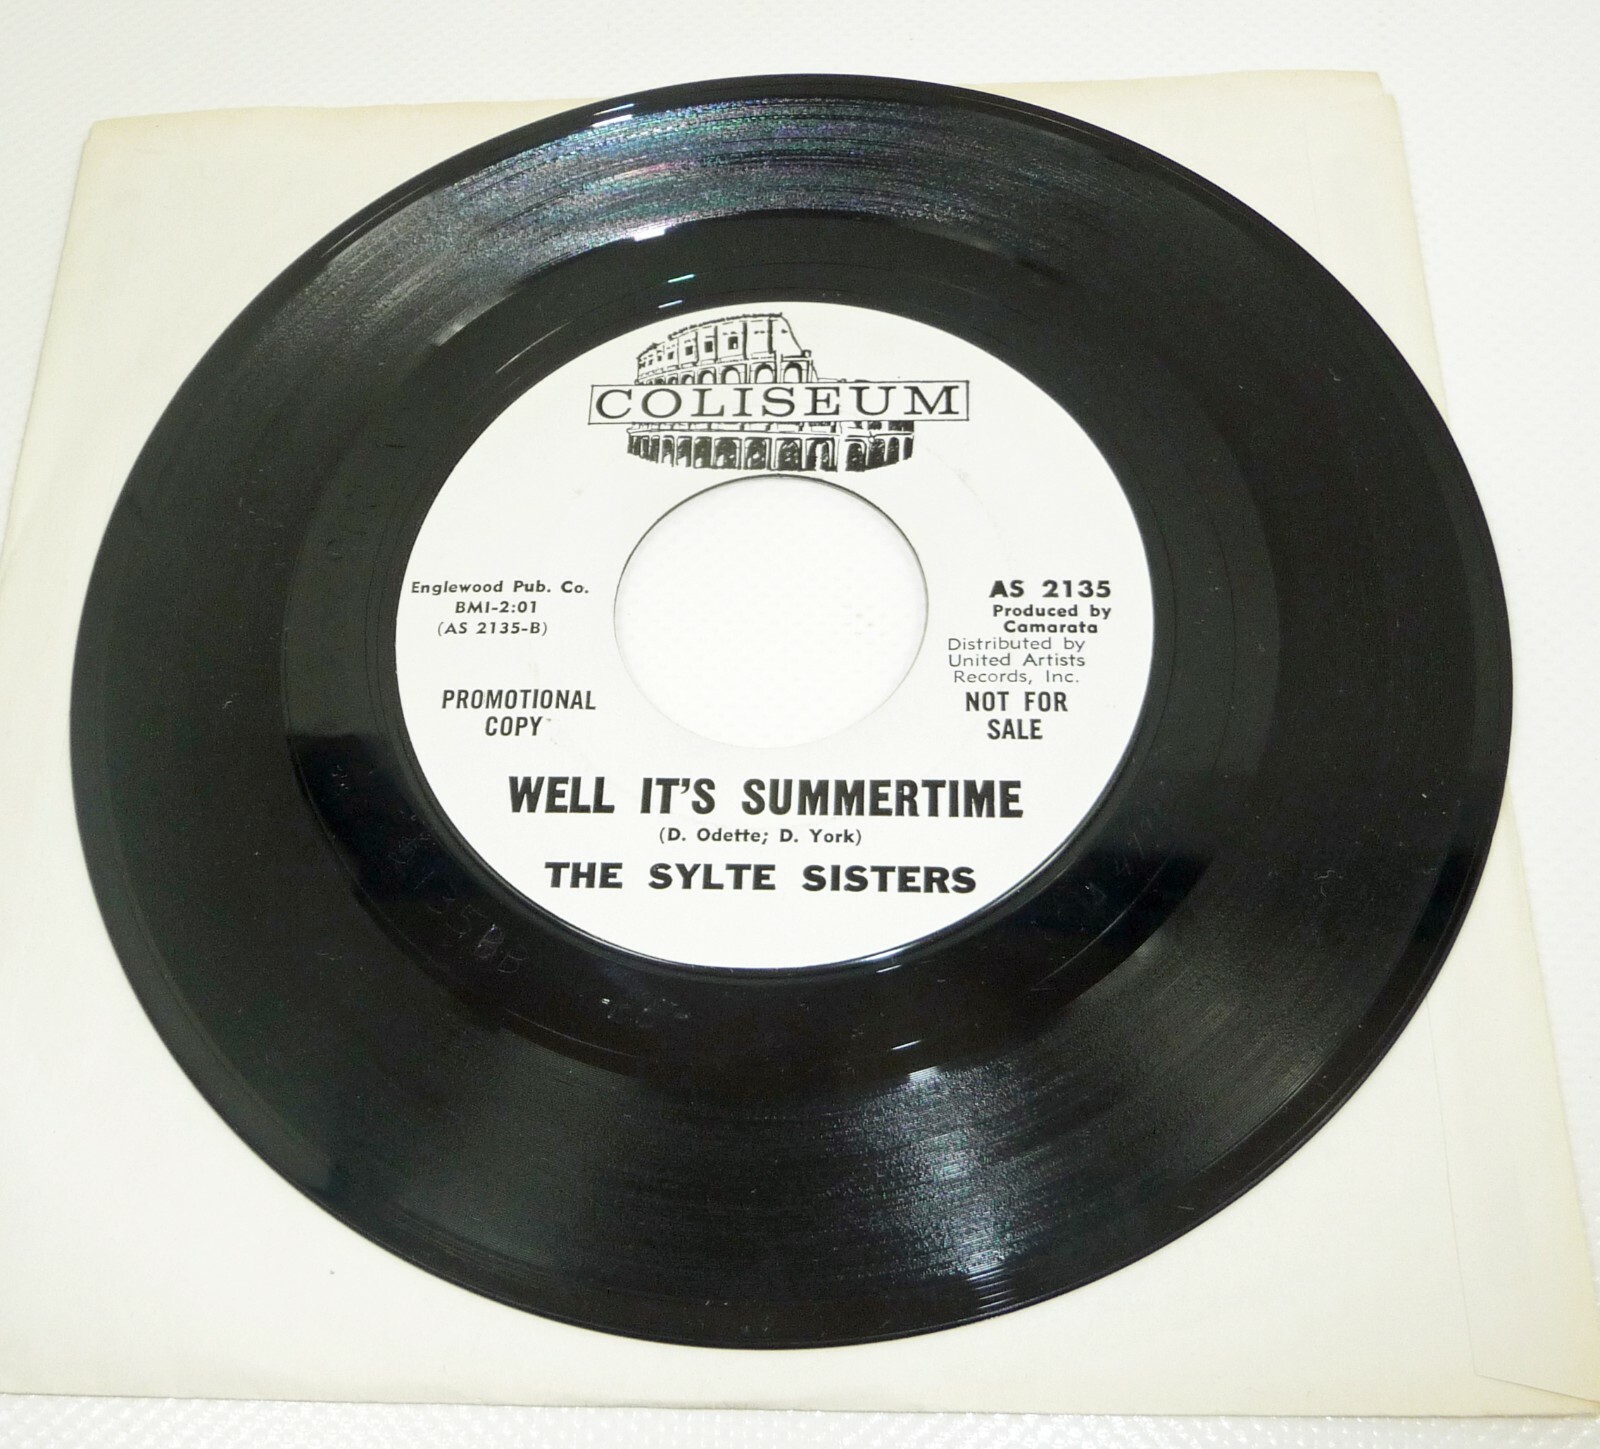 COLISEUM
Englewood Pub. Co.
BMI-2:01
(AS 2135-B)
AS 2135
Produced by
Camarata
Distributed by
United Artists
Records, Inc.
PROMOTIONAL
COPY
NOT FOR
SALE
WELL IT'S SUMMERTIME
(D. Odette; D. York)
THE SYLTE SISTERS